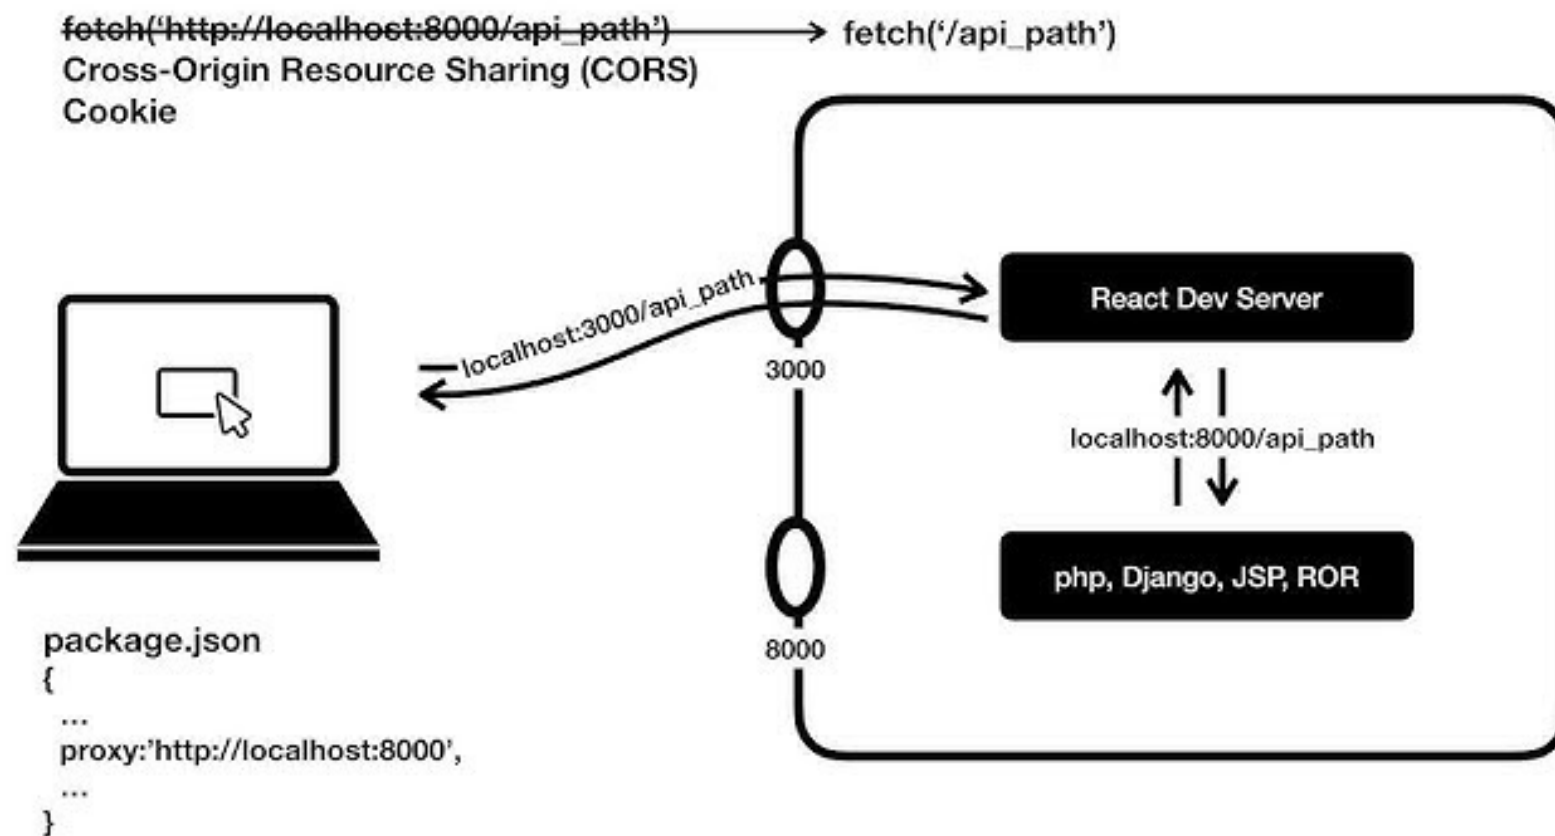 fetch(‘http://localhost:8000/api_path’) fetch(‘/api_path’)
Cross-Origin Resource Sharing (CORS)
Cookie
localhost:3000/api_path
3000
React Dev Server
localhost:8000/api_path
php, Django, JSP, ROR
8000
package.json
{
...
proxy:’http://localhost:8000’,
...
}